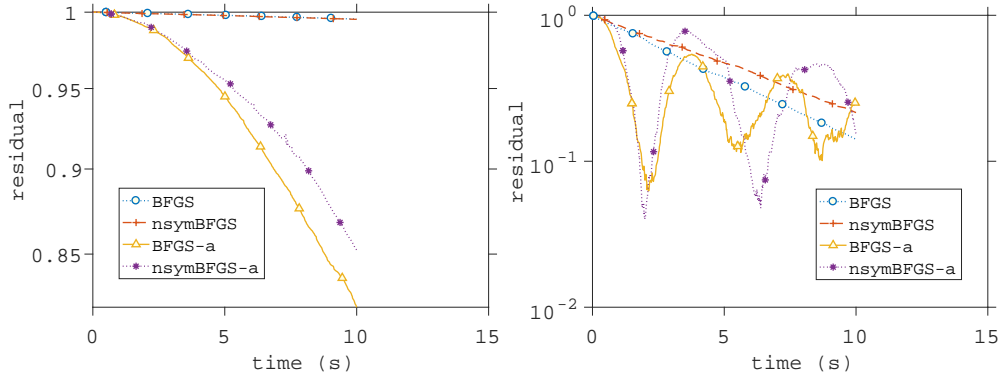 1
0.95
0.9
0.85
residual
BFGS
nsymBFGS
BFGS-a
nsymBFGS-a
0 5 10 15
time (s)
10^0
10^-1
10^-2
residual
BFGS
nsymBFGS
BFGS-a
nsymBFGS-a
0 5 10 15
time (s)